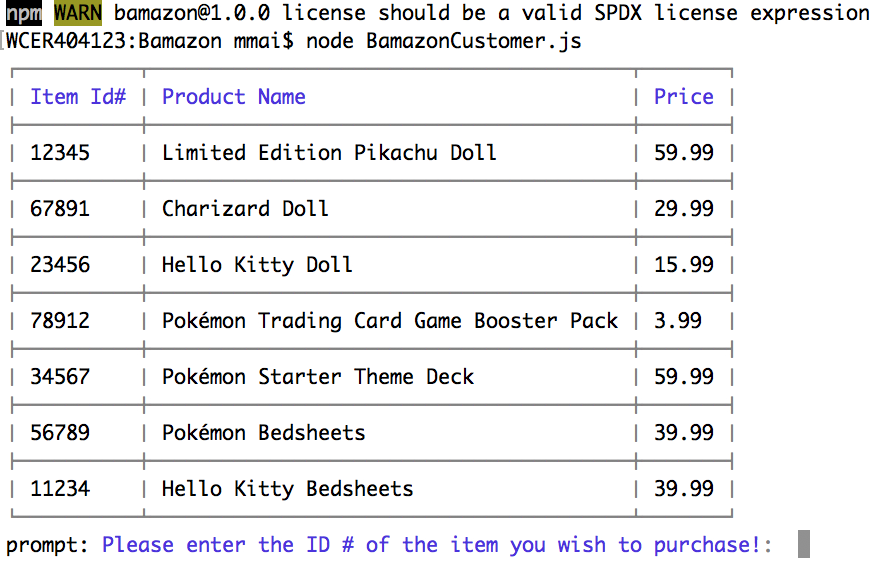 npm WARN bamazon@1.0.0 license should be a valid SPDX license expression
[WCER404123:Bamazon mmai$ node BamazonCustomer.js
Item Id# | Product Name | Price
12345 | Limited Edition Pikachu Doll | 59.99
67891 | Charizard Doll | 29.99
23456 | Hello Kitty Doll | 15.99
78912 | Pokémon Trading Card Game Booster Pack | 3.99
34567 | Pokémon Starter Theme Deck | 59.99
56789 | Pokémon Bedsheets | 39.99
11234 | Hello Kitty Bedsheets | 39.99
prompt: Please enter the ID # of the item you wish to purchase!: